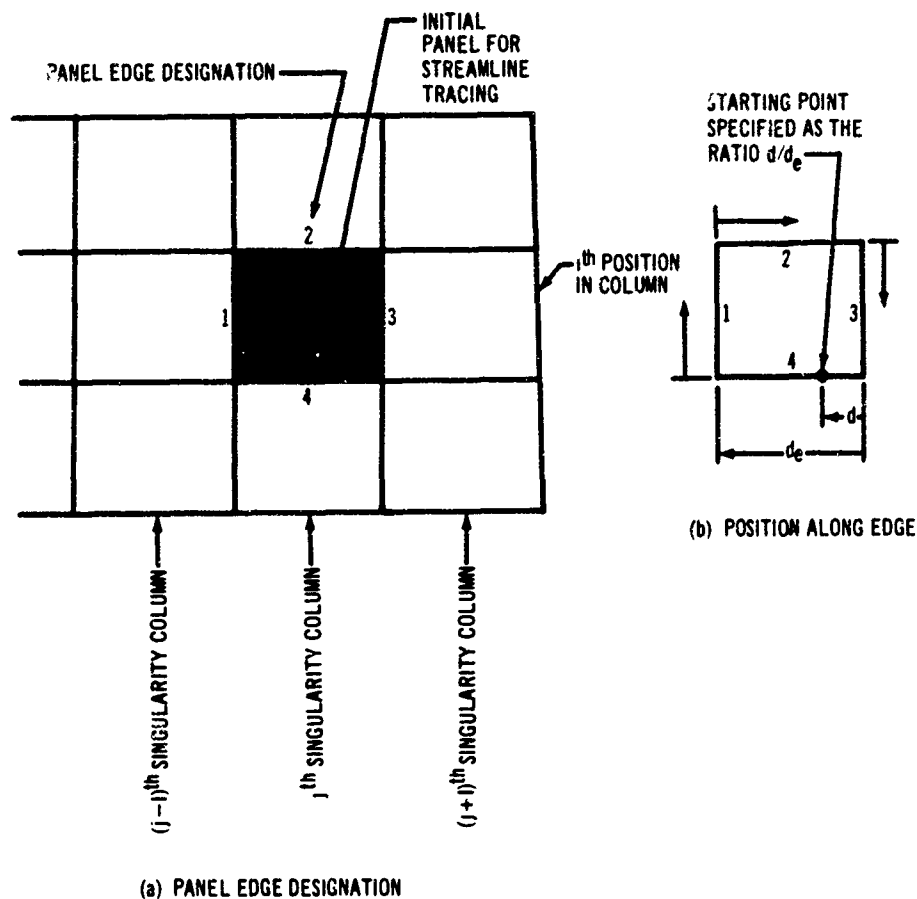 PANEL EDGE DESIGNATION
INITIAL
PANEL FOR
STREAMLINE
TRACING
2
1
3
4
ith POSITION
IN COLUMN
(j-1)th SINGULARITY COLUMN
jth SINGULARITY COLUMN
(j+1)th SINGULARITY COLUMN
(a) PANEL EDGE DESIGNATION
STARTING POINT
SPECIFIED AS THE
RATIO d/de
2
1
3
4
d
de
(b) POSITION ALONG EDGE